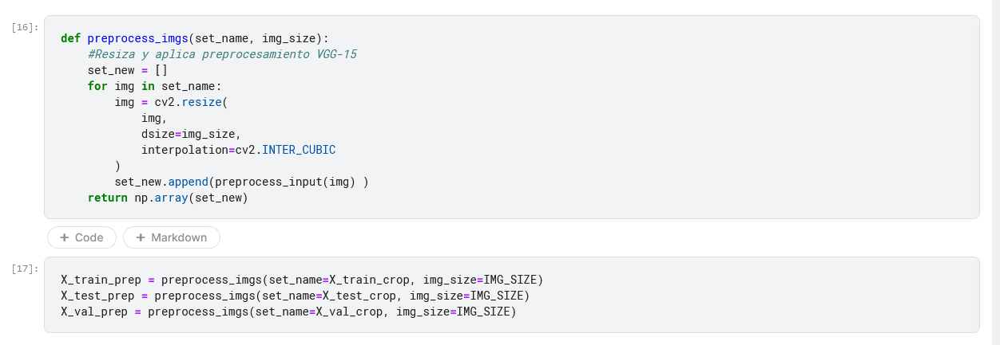 [16]:
def preprocess_imgs(set_name, img_size):
    #Resiza y aplica preprocesamiento VGG-15
    set_new = []
    for img in set_name:
        img = cv2.resize(
            img,
            dsize=img_size,
            interpolation=cv2.INTER_CUBIC
        )
        set_new.append(preprocess_input(img) )
    return np.array(set_new)
+ Code + Markdown
[17]:
X_train_prep = preprocess_imgs(set_name=X_train_crop, img_size=IMG_SIZE)
X_test_prep = preprocess_imgs(set_name=X_test_crop, img_size=IMG_SIZE)
X_val_prep = preprocess_imgs(set_name=X_val_crop, img_size=IMG_SIZE)